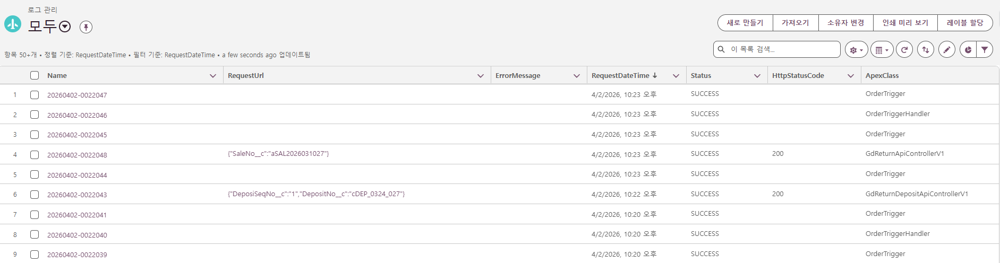 로그 관리
모두
새로 만들기 가져오기 소유자 변경 인쇄 미리 보기 레이블 할당
항목 50+개 • 정렬 기준: RequestDateTime • 필터 기준: RequestDateTime • a few seconds ago 업데이트됨
이 목록 검색...
Name RequestUrl ErrorMessage RequestDateTime ↓ Status HttpStatusCode ApexClass
1 20260402-0022047 4/2/2026, 10:23 오후 SUCCESS OrderTrigger
2 20260402-0022046 4/2/2026, 10:23 오후 SUCCESS OrderTriggerHandler
3 20260402-0022045 4/2/2026, 10:23 오후 SUCCESS OrderTrigger
4 20260402-0022048 {"SaleNo__c":"aSAL2026031027"} 4/2/2026, 10:23 오후 SUCCESS 200 GdReturnApiControllerV1
5 20260402-0022044 4/2/2026, 10:23 오후 SUCCESS OrderTrigger
6 20260402-0022043 {"DeposiSeqNo__c":"1","DepositNo__c":"cDEP_0324_027"} 4/2/2026, 10:22 오후 SUCCESS 200 GdReturnDepositApiControllerV1
7 20260402-0022041 4/2/2026, 10:20 오후 SUCCESS OrderTrigger
8 20260402-0022040 4/2/2026, 10:20 오후 SUCCESS OrderTriggerHandler
9 20260402-0022039 4/2/2026, 10:20 오후 SUCCESS OrderTrigger